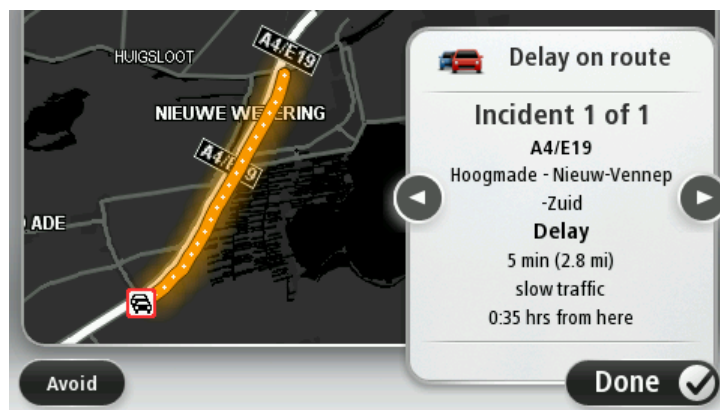 HUIGSLOOT
A4/E19
NIEUWE WE ERING
A4/E19
ADE
Delay on route
Incident 1 of 1
A4/E19
Hoogmade - Nieuw-Vennep
-Zuid
Delay
5 min (2.8 mi)
slow traffic
0:35 hrs from here
Avoid
Done